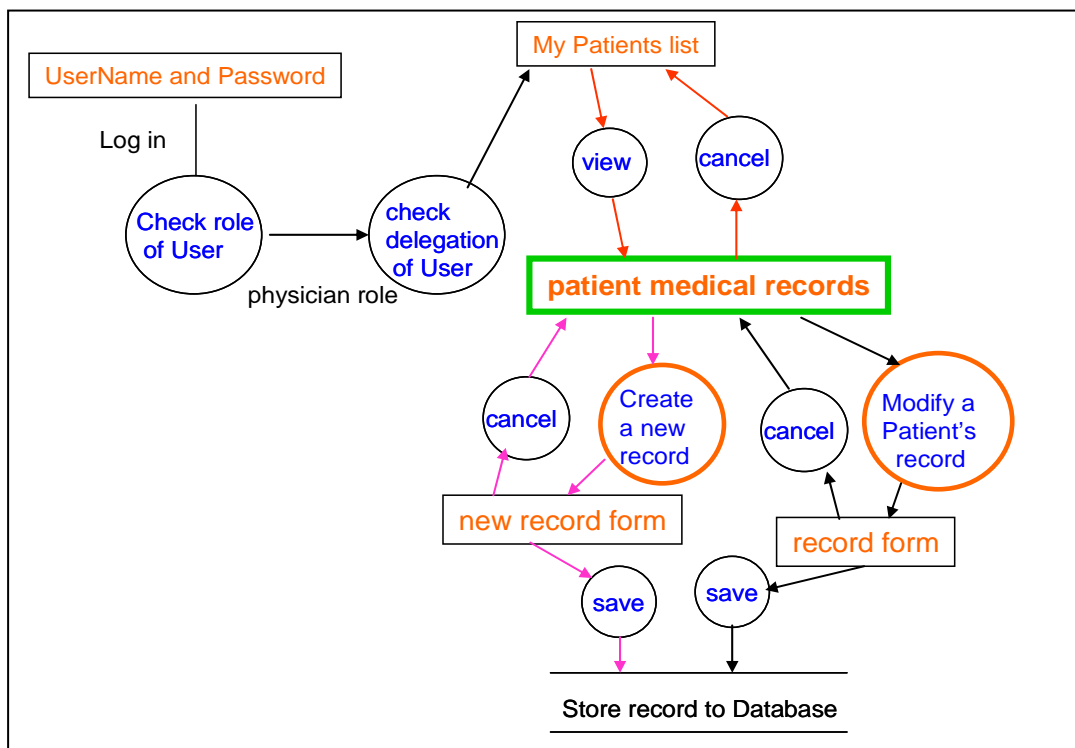 My Patients list
UserName and Password
Log in
view
cancel
Check role
of User
check
delegation
of User
physician role
patient medical records
cancel
Create
a new
record
cancel
Modify a
Patient's
record
new record form
record form
save
save
Store record to Database